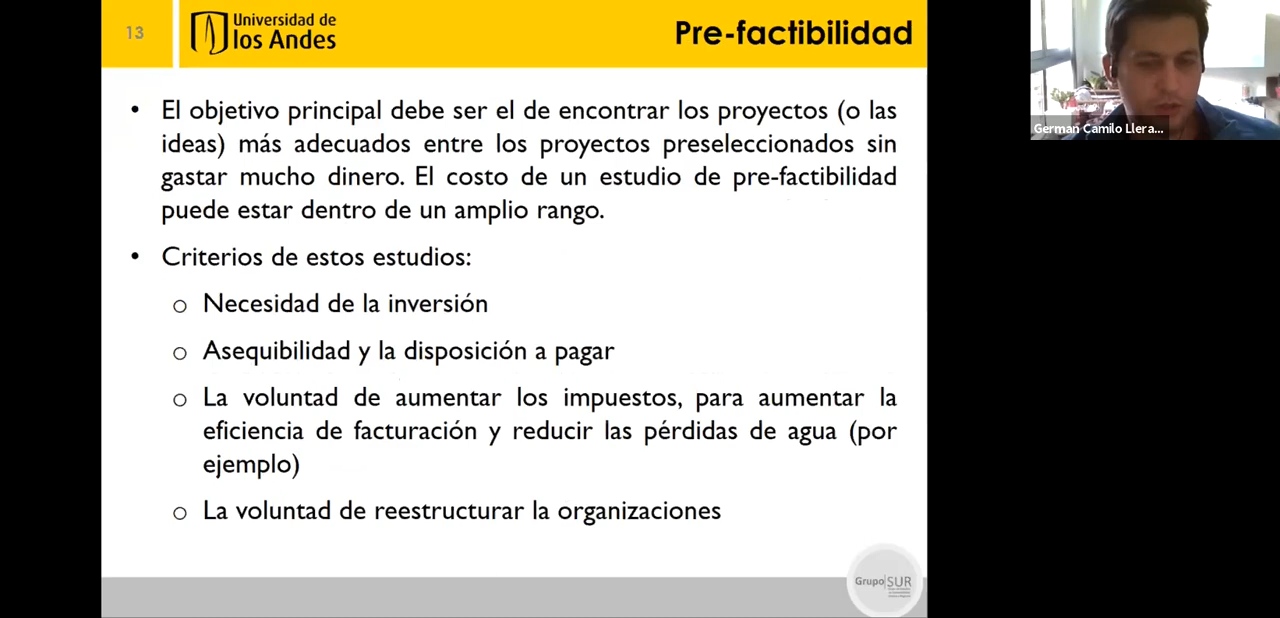 13
Universidad de
los Andes
Pre-factibilidad
• El objetivo principal debe ser el de encontrar los proyectos (o las
ideas) más adecuados entre los proyectos preseleccionados sin
gastar mucho dinero. El costo de un estudio de pre-factibilidad
puede estar dentro de un amplio rango.
• Criterios de estos estudios:
o Necesidad de la inversión
o Asequibilidad y la disposición a pagar
o La voluntad de aumentar los impuestos, para aumentar la
eficiencia de facturación y reducir las pérdidas de agua (por
ejemplo)
o La voluntad de reestructurar la organizaciones
Grupo|SUR
German Camilo Llera...